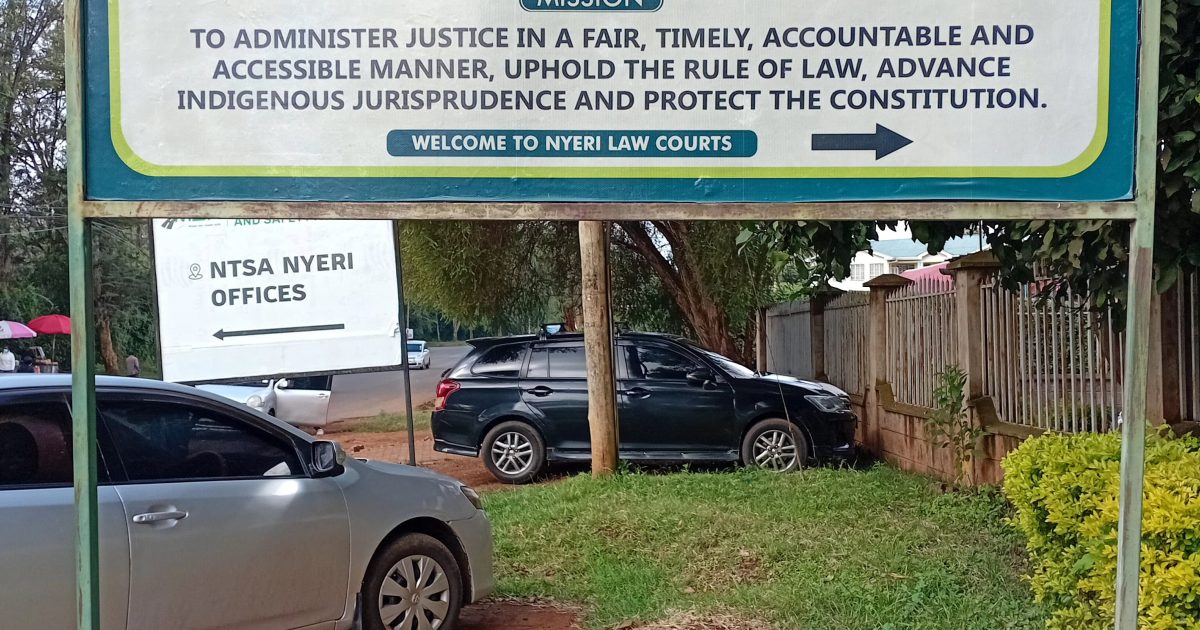 MISSION
TO ADMINISTER JUSTICE IN A FAIR, TIMELY, ACCOUNTABLE AND
ACCESSIBLE MANNER, UPHOLD THE RULE OF LAW, ADVANCE
INDIGENOUS JURISPRUDENCE AND PROTECT THE CONSTITUTION.
WELCOME TO NYERI LAW COURTS
NTSA NYERI
OFFICES